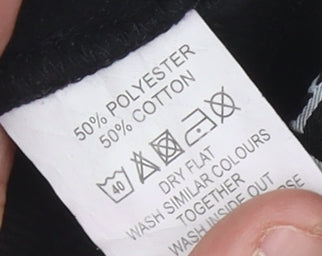 50% POLYESTER
50% COTTON
40
DRY FLAT
WASH SIMILAR COLOURS
TOGETHER
WASH INSIDE OUT